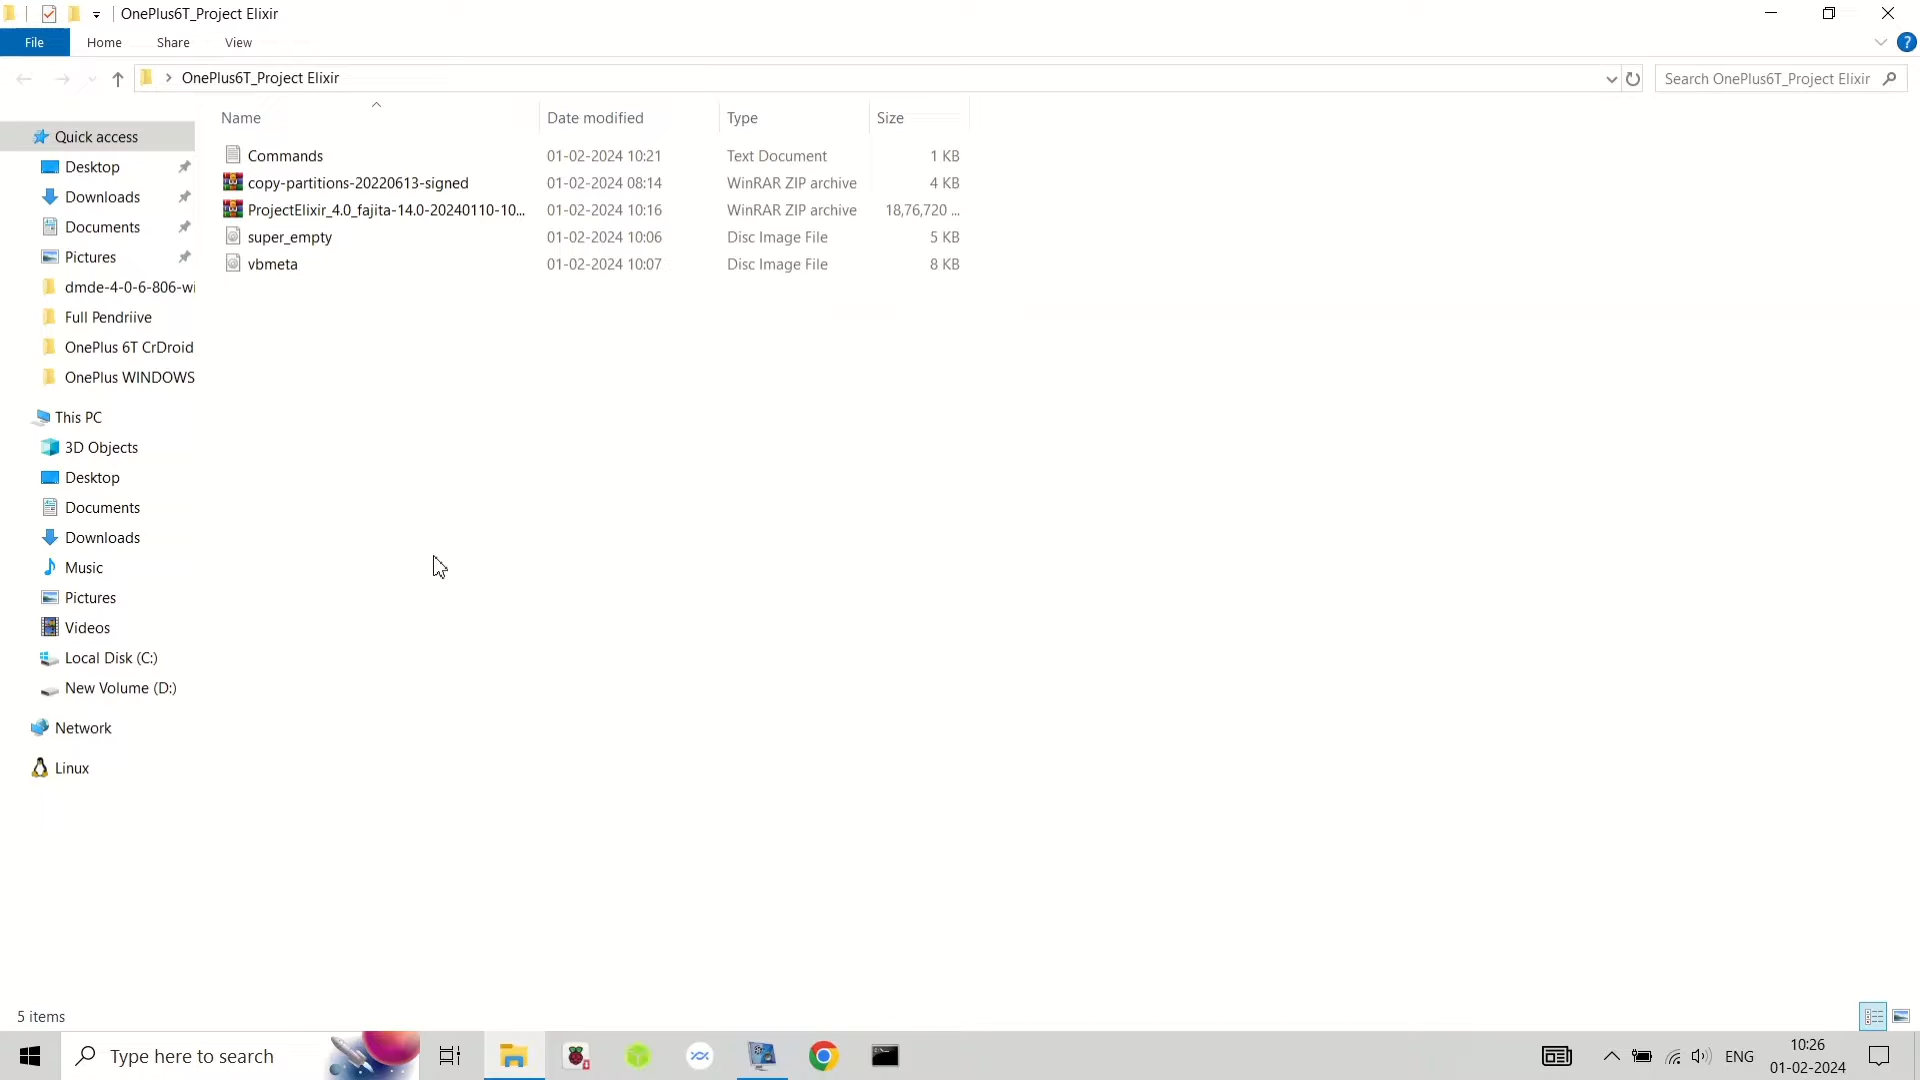 OnePlus6T_Project Elixir
File Home Share View
OnePlus6T_Project Elixir
Search OnePlus6T_Project Elixir
Name Date modified Type Size
Commands 01-02-2024 10:21 Text Document 1 KB
copy-partitions-20220613-signed 01-02-2024 08:14 WinRAR ZIP archive 4 KB
ProjectElixir_4.0_fajita-14.0-20240110-10... 01-02-2024 10:16 WinRAR ZIP archive 18,76,720 ...
super_empty 01-02-2024 10:06 Disc Image File 5 KB
vbmeta 01-02-2024 10:07 Disc Image File 8 KB
Quick access
Desktop
Downloads
Documents
Pictures
dmde-4-0-6-806-wi
Full Pendriive
OnePlus 6T CrDroid
OnePlus WINDOWS
This PC
3D Objects
Desktop
Documents
Downloads
Music
Pictures
Videos
Local Disk (C:)
New Volume (D:)
Network
Linux
5 items
Type here to search
ENG
10:26
01-02-2024